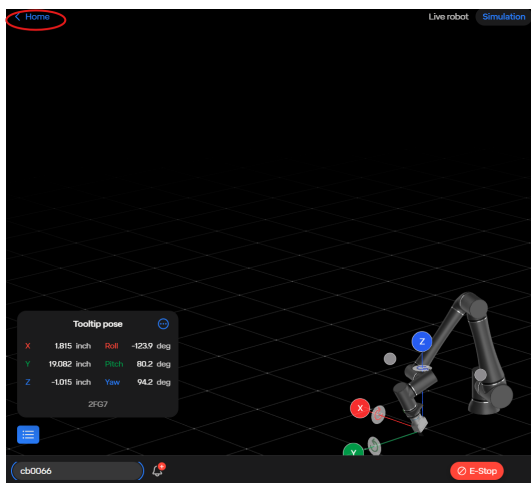 Home
Live robot Simulation
Tooltip pose
X 1.815 inch Roll -123.9 deg
Y 19.082 inch Pitch 80.2 deg
Z -1.015 inch Yaw 94.2 deg
2FG7
Z
X
Y
cb0066
E-Stop